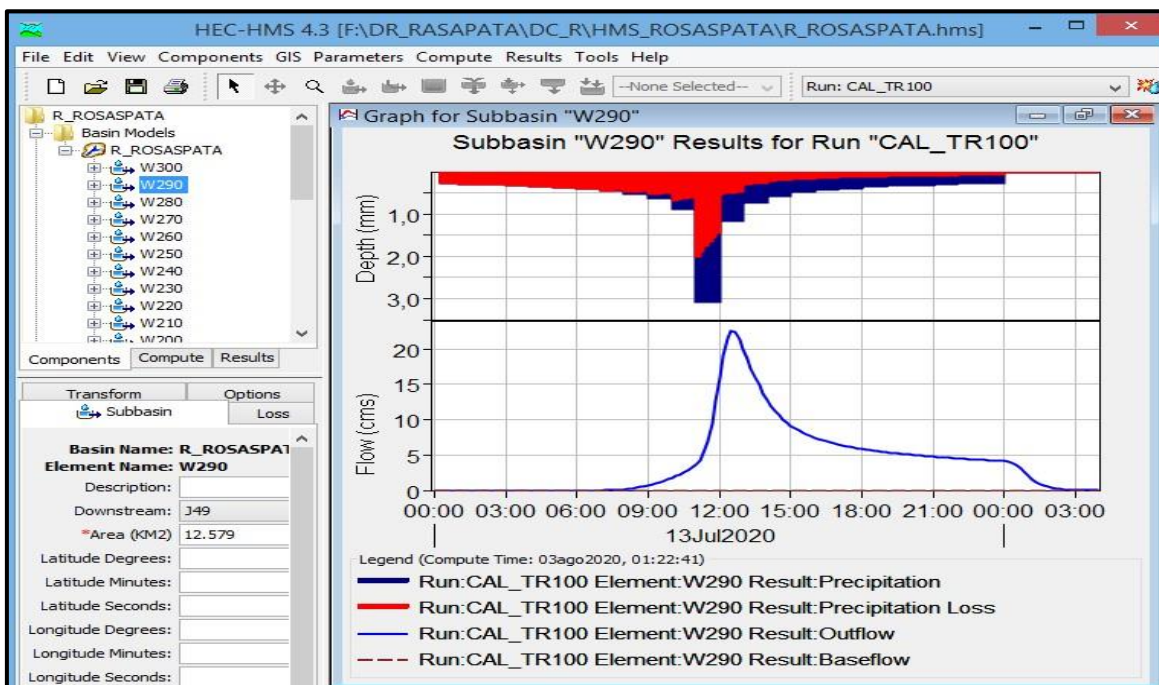 HEC-HMS 4.3 [F:\DR_RASAPATA\DC_R\HMS_ROSASPATA\R_ROSASPATA.hms]
File Edit View Components GIS Parameters Compute Results Tools Help
--None Selected-- Run: CAL_TR100
R_ROSASPATA
Basin Models
R_ROSASPATA
W300
W290
W280
W270
W260
W250
W240
W230
W220
W210
W200
Components Compute Results
Transform Options
Subbasin Loss
Basin Name: R_ROSASPAT
Element Name: W290
Description:
Downstream: J49
*Area (KM2) 12.579
Latitude Degrees:
Latitude Minutes:
Latitude Seconds:
Longitude Degrees:
Longitude Minutes:
Longitude Seconds:
Graph for Subbasin "W290"
Subbasin "W290" Results for Run "CAL_TR100"
Depth (mm)
1,0
2,0
3,0
Flow (cms)
20
15
10
5
0
00:00 03:00 06:00 09:00 12:00 15:00 18:00 21:00 00:00 03:00
13Jul2020
Legend (Compute Time: 03ago2020, 01:22:41)
Run:CAL_TR100 Element:W290 Result:Precipitation
Run:CAL_TR100 Element:W290 Result:Precipitation Loss
Run:CAL_TR100 Element:W290 Result:Outflow
Run:CAL_TR100 Element:W290 Result:Baseflow